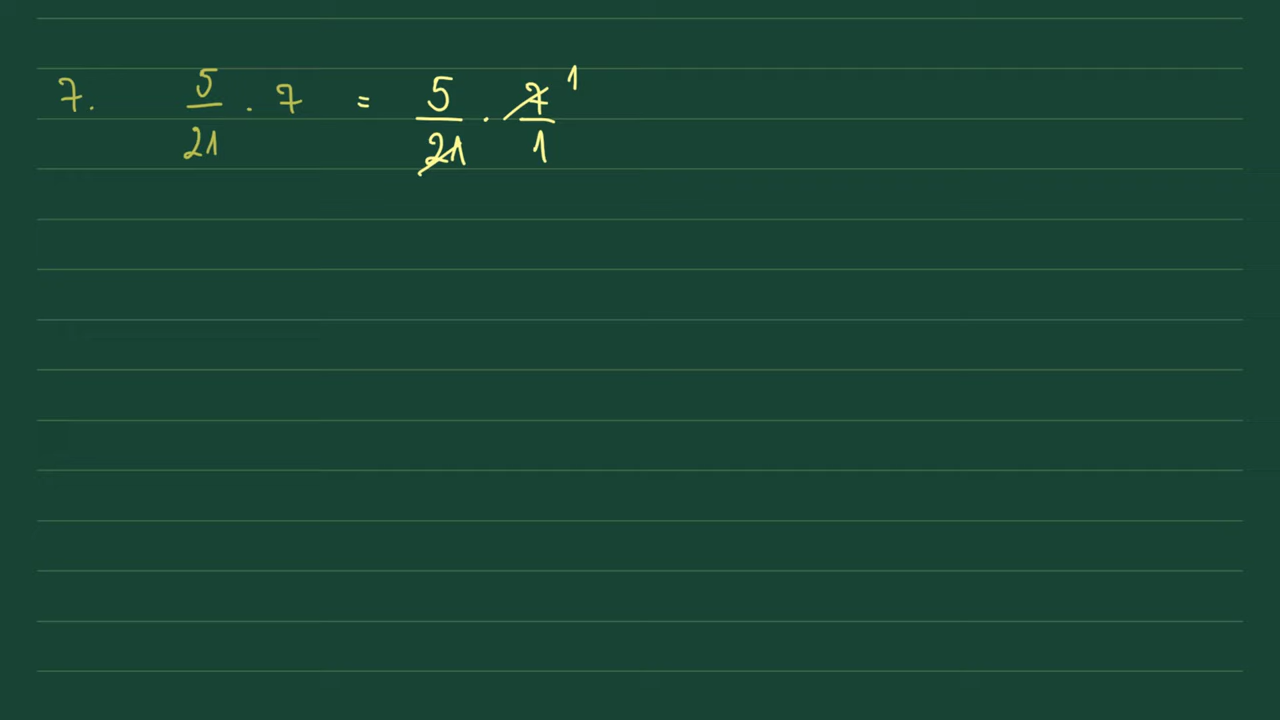 7. 5/21 · 7 = 5/21 · 7/1 1